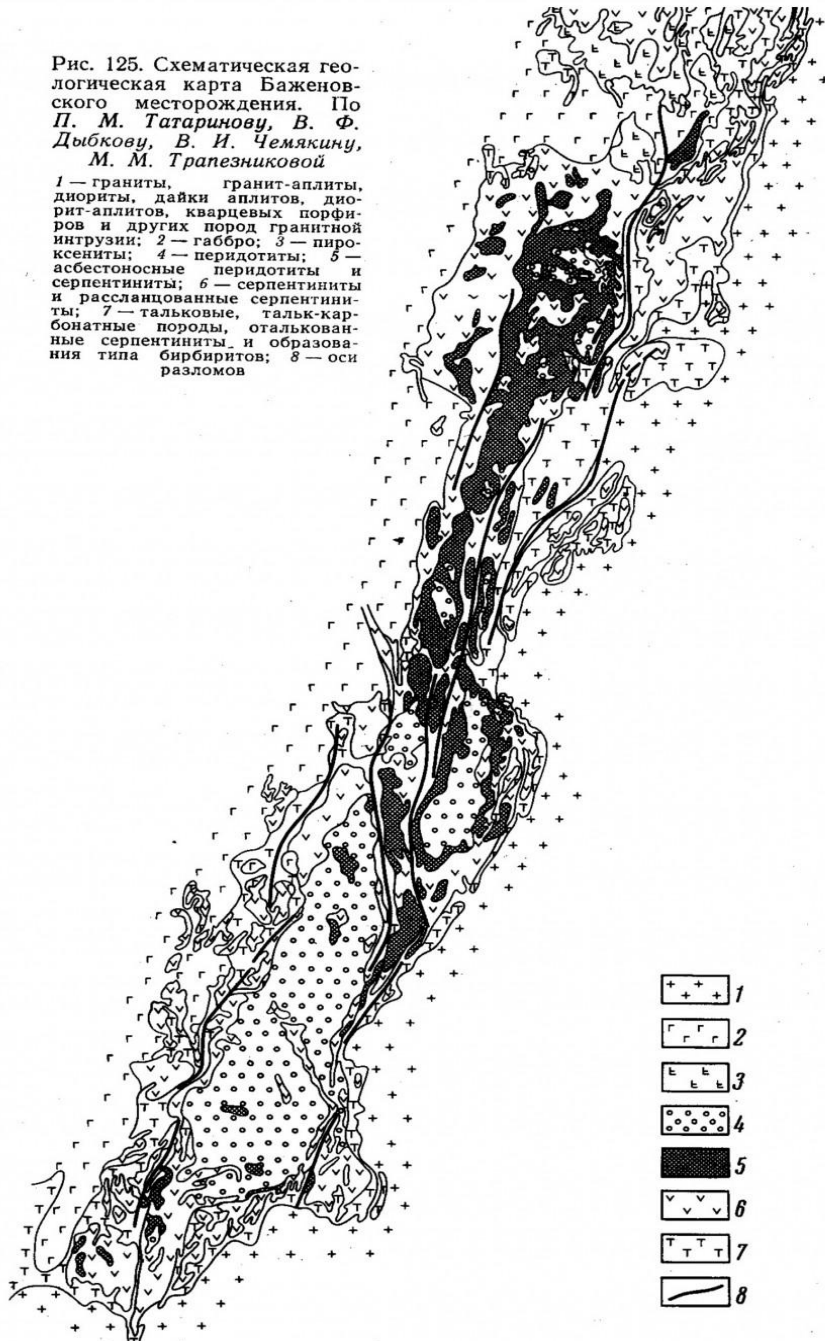 Рис. 125. Схематическая гео-
логическая карта Баженов-
ского месторождения. По
П. М. Татаринову, В. Ф.
Дыбкову, В. И. Чемякину,
М. М. Трапезниковой
1 — граниты, гранит-аплиты,
диориты, дайки аплитов, дио-
рит-аплитов, кварцевых порфи-
ров и других пород гранитной
интрузии; 2 — габбро; 3 — пиро-
ксениты; 4 — перидотиты; 5 —
асбестоносные перидотиты и
серпентиниты; 6 — серпентиниты
и рассланцованные серпентини-
ты; 7 — тальковые, тальк-кар-
бонатные породы, оталькован-
ные серпентиниты и образова-
ния типа бирбиритов; 8 — оси
разломов
1
2
3
4
5
6
7
8